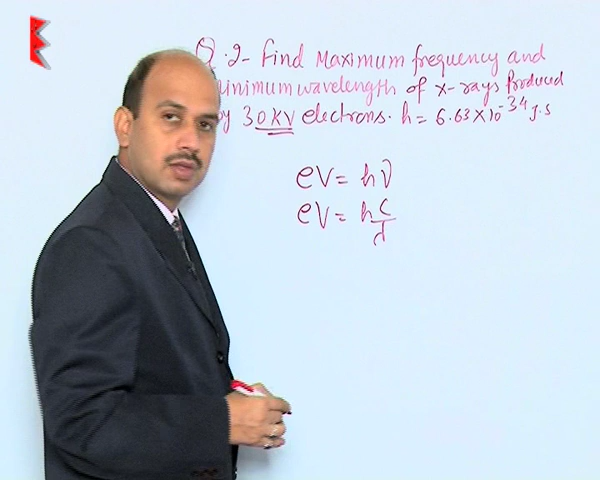 Q.2- Find Maximum frequency and
minimum wavelength of x-rays Produced
by 30KV electrons. h = 6.63×10⁻³⁴ J.S
eV = hν
eV = h c/λ